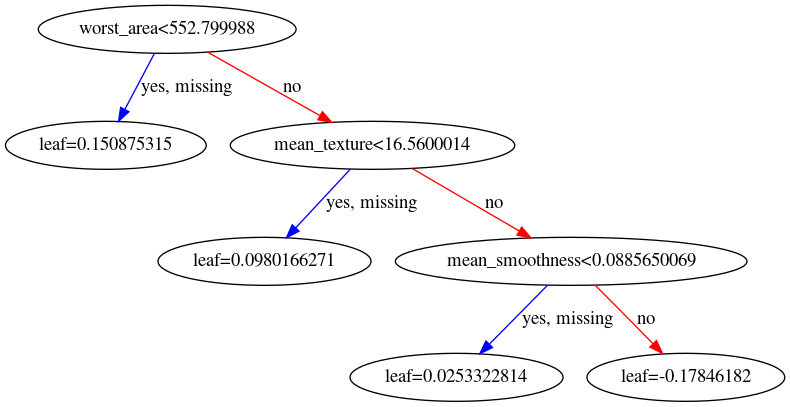 worst_area<552.799988
yes, missing
no
leaf=0.150875315
mean_texture<16.5600014
yes, missing
no
leaf=0.0980166271
mean_smoothness<0.0885650069
yes, missing
no
leaf=0.0253322814
leaf=-0.17846182